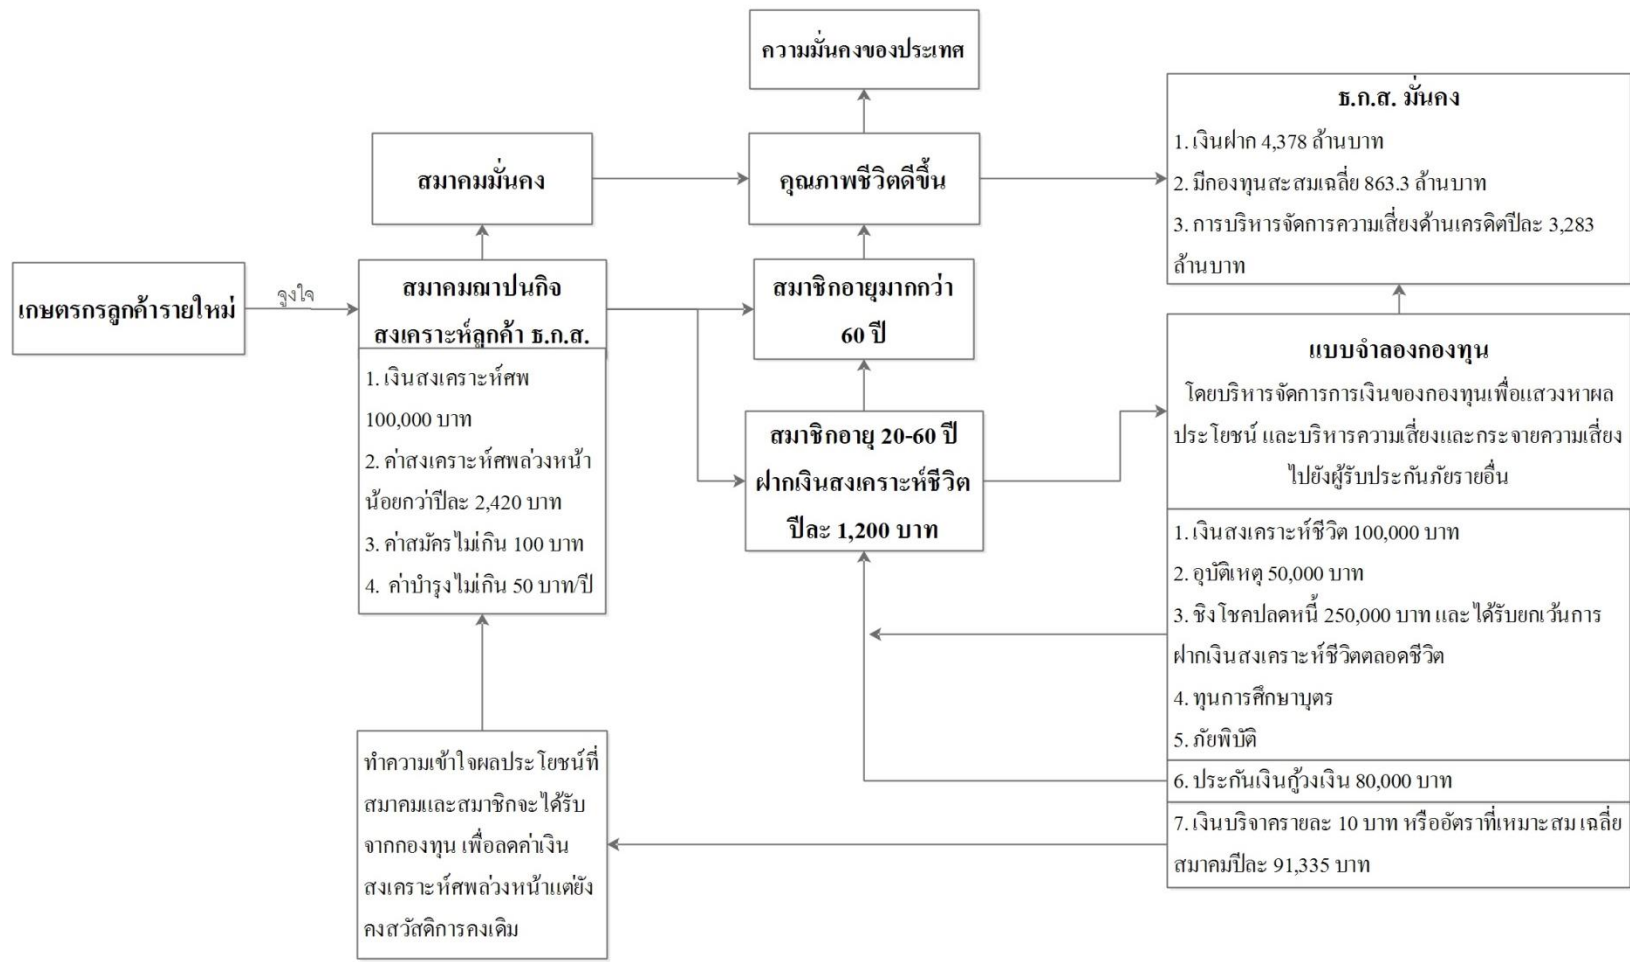 ความมั่นคงของประเทศ
ธ.ก.ส. มั่นคง
1. เงินฝาก 4,378 ล้านบาท
2. มีกองทุนสะสมเฉลี่ย 863.3 ล้านบาท
3. การบริหารจัดการความเสี่ยงด้านเครดิตปีละ 3,283
ล้านบาท
สมาคมมั่นคง
คุณภาพชีวิตดีขึ้น
เกษตรกรลูกค้ารายใหม่
จูงใจ
สมาคมฌาปนกิจ
สงเคราะห์ลูกค้า ธ.ก.ส.
1. เงินสงเคราะห์ศพ
100,000 บาท
2. ค่าสงเคราะห์ศพล่วงหน้า
น้อยกว่าปีละ 2,420 บาท
3. ค่าสมัครไม่เกิน 100 บาท
4. ค่าบำรุงไม่เกิน 50 บาท/ปี
สมาชิกอายุมากกว่า
60 ปี
สมาชิกอายุ 20-60 ปี
ฝากเงินสงเคราะห์ชีวิต
ปีละ 1,200 บาท
แบบจำลองกองทุน
โดยบริหารจัดการการเงินของกองทุนเพื่อแสวงหาผล
ประโยชน์ และบริหารความเสี่ยงและกระจายความเสี่ยง
ไปยังผู้รับประกันภัยรายอื่น
1. เงินสงเคราะห์ชีวิต 100,000 บาท
2. อุบัติเหตุ 50,000 บาท
3. ชิงโชคปลดหนี้ 250,000 บาท และได้รับยกเว้นการ
ฝากเงินสงเคราะห์ชีวิตตลอดชีวิต
4. ทุนการศึกษาบุตร
5. ภัยพิบัติ
6. ประกันเงินกู้วงเงิน 80,000 บาท
7. เงินบริจาครายละ 10 บาท หรืออัตราที่เหมาะสม เฉลี่ย
สมาคมปีละ 91,335 บาท
ทำความเข้าใจผลประโยชน์ที่
สมาคมและสมาชิกจะได้รับ
จากกองทุน เพื่อลดค่าเงิน
สงเคราะห์ศพล่วงหน้าแต่ยัง
คงสวัสดิการคงเดิม